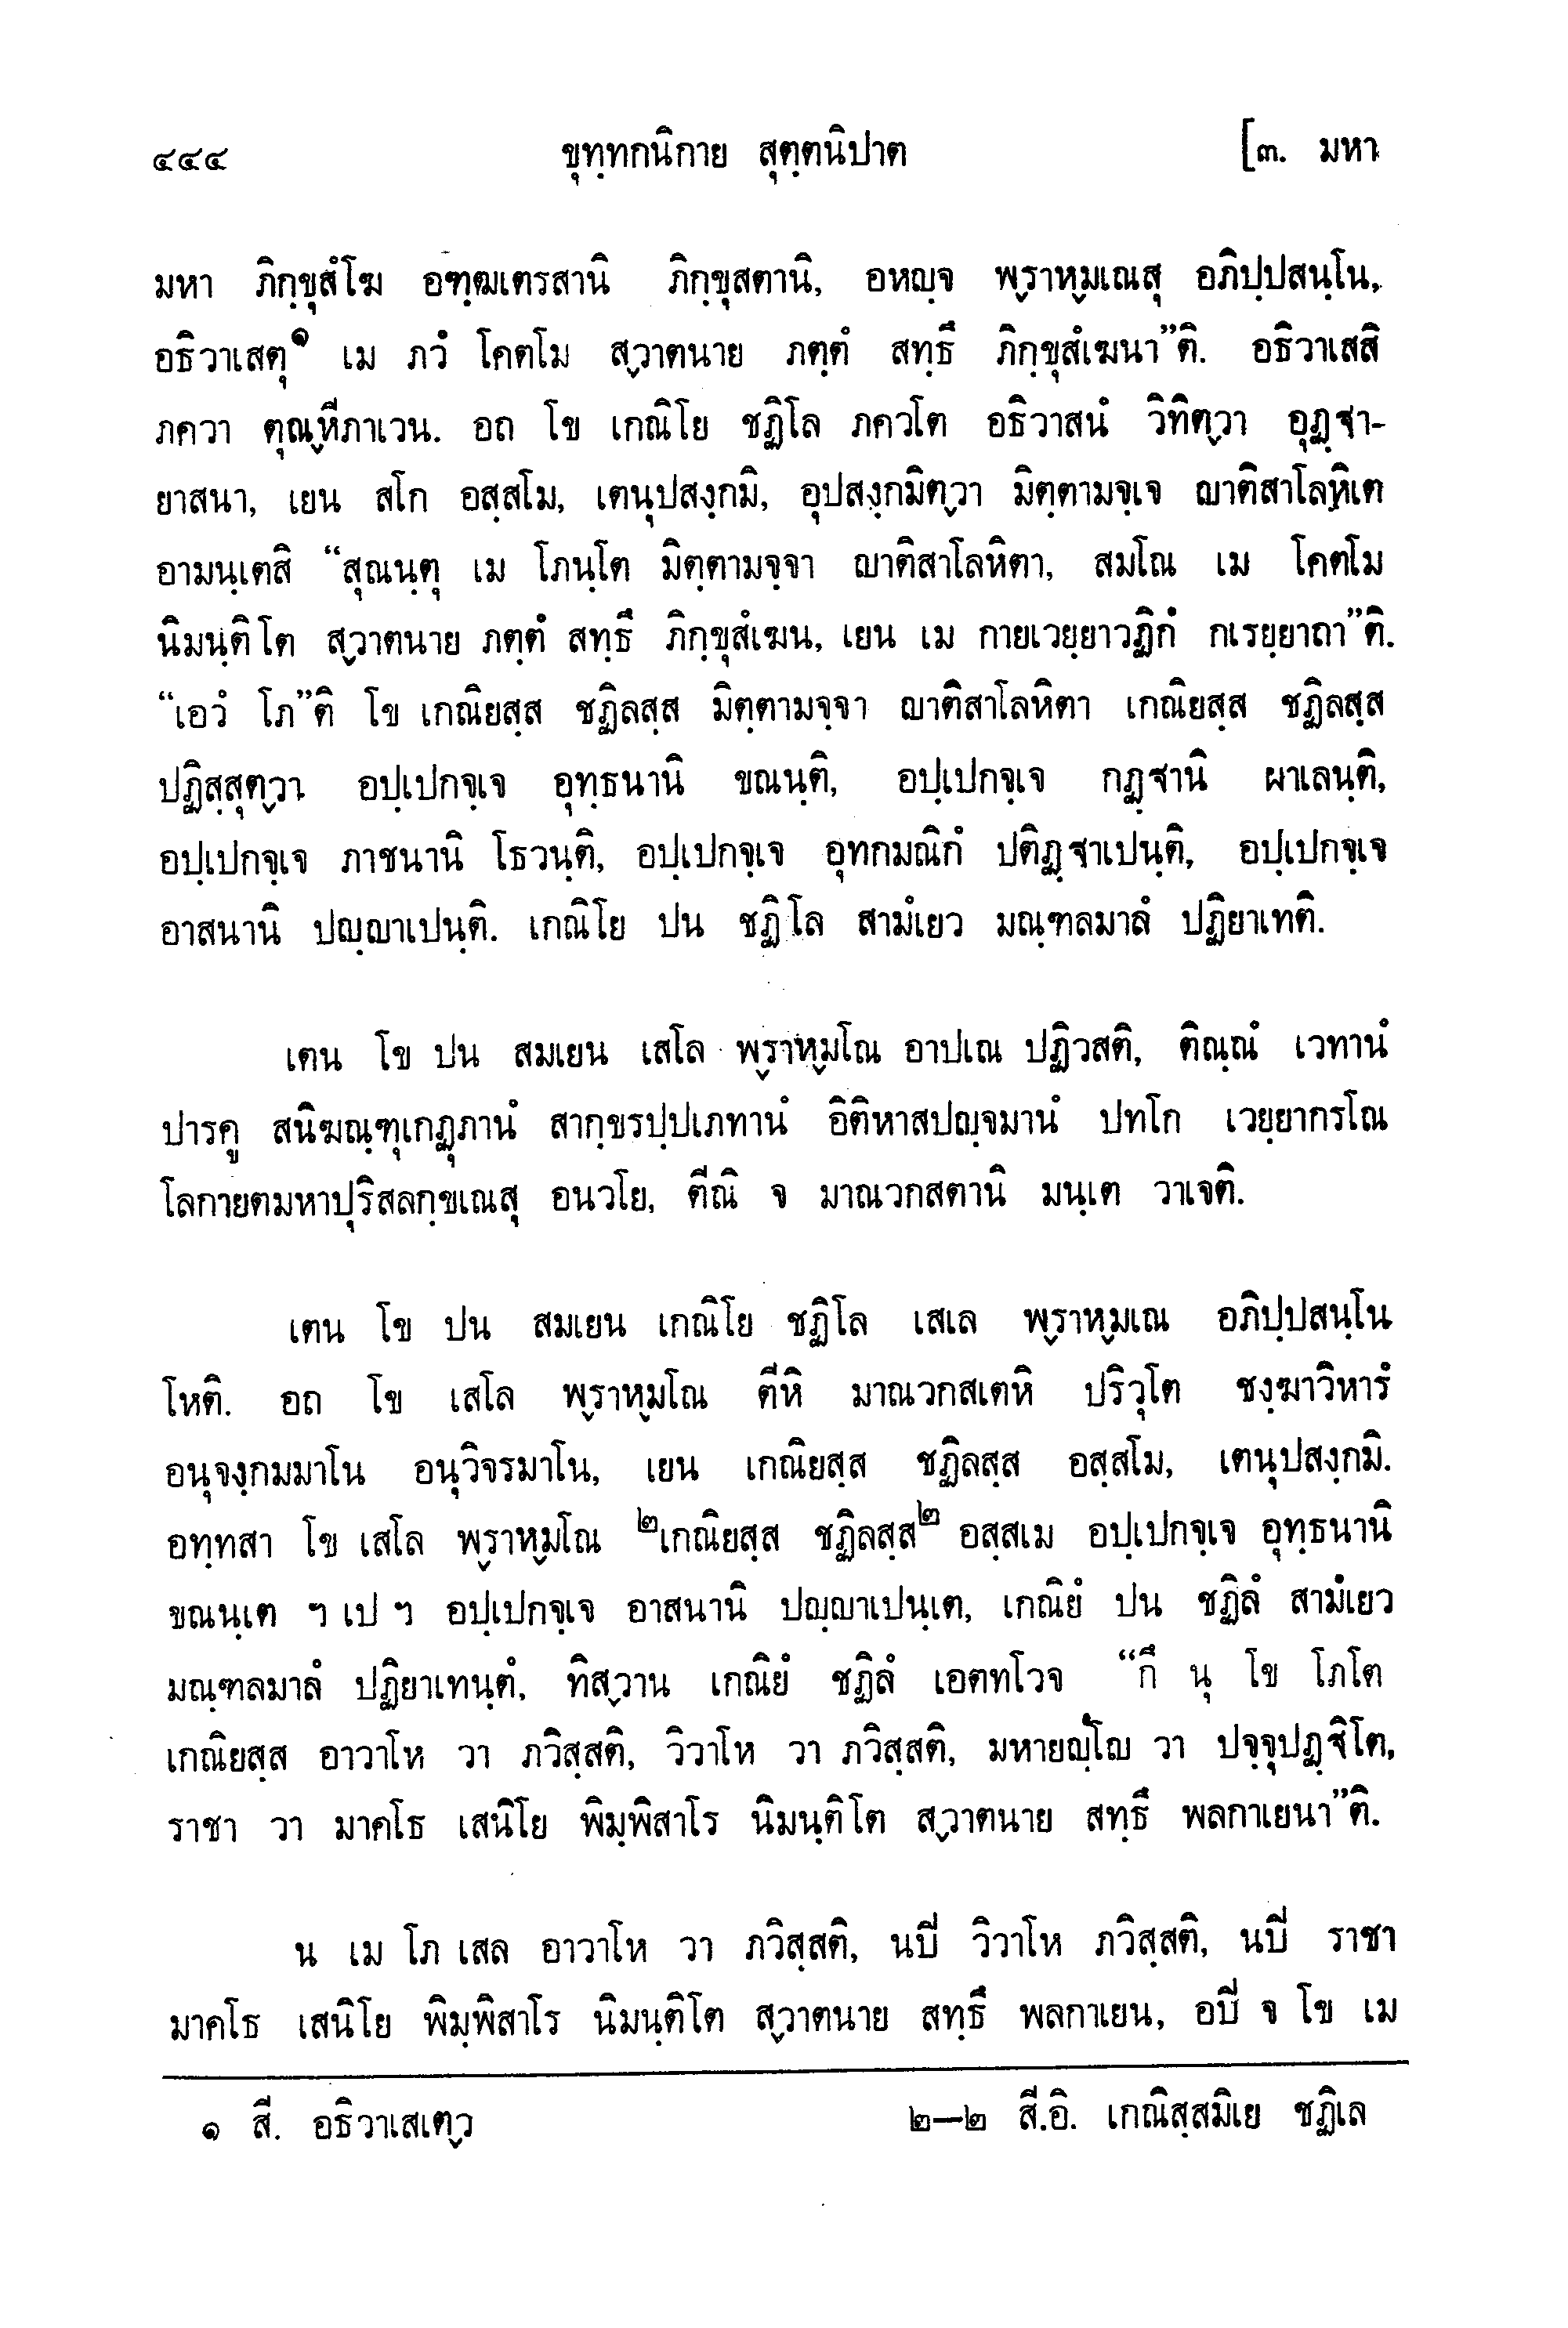 ๔๔๔ ขุทฺทกนิกาย สุตฺตนิปาต [๓. มหา
มหา ภิกฺขุสํโฆ อฑฺฒเตรสานิ ภิกฺขุสตานิ, อหญฺจ พฺราหฺมเณสุ อภิปฺปสนฺโน,
อธิวาเสตุ๑ เม ภวํ โคตโม สฺวาตนาย ภตฺตํ สทฺธึ ภิกฺขุสํเฆนา”ติ. อธิวาเสสิ
ภควา ตุณฺหีภาเวน. อถ โข เกณิโย ชฏิโล ภควโต อธิวาสนํ วิทิตฺวา อุฏฺฐา-
ยาสนา, เยน สโก อสฺสโม, เตนุปสงฺกมิ, อุปสงฺกมิตฺวา มิตฺตามจฺเจ ญาติสาโลหิเต
อามนฺเตสิ “สุณนฺตุ เม โภนฺโต มิตฺตามจฺจา ญาติสาโลหิตา, สมโณ เม โคตโม
นิมนฺติโต สฺวาตนาย ภตฺตํ สทฺธึ ภิกฺขุสํเฆน, เยน เม กายเวยฺยาวฏิกํ กเรยฺยาถา”ติ.
“เอวํ โภ”ติ โข เกณิยสฺส ชฏิลสฺส มิตฺตามจฺจา ญาติสาโลหิตา เกณิยสฺส ชฏิลสฺส
ปฏิสฺสุตฺวา อปฺเปกจฺเจ อุทฺธนานิ ขณนฺติ, อปฺเปกจฺเจ กฏฺฐานิ ผาเลนฺติ,
อปฺเปกจฺเจ ภาชนานิ โธวนฺติ, อปฺเปกจฺเจ อุทกมณิกํ ปติฏฺฐาเปนฺติ, อปฺเปกจฺเจ
อาสนานิ ปญฺญาเปนฺติ. เกณิโย ปน ชฏิโล สามํเยว มณฺฑลมาลํ ปฏิยาเทติ.
เตน โข ปน สมเยน เสโล พฺราหฺมโณ อาปเณ ปฏิวสติ, ติณฺณํ เวทานํ
ปารคู สนิฆณฺฑุเกฏุภานํ สากฺขรปฺปเภทานํ อิติหาสปญฺจมานํ ปทโก เวยฺยากรโณ
โลกายตมหาปุริสลกฺขเณสุ อนวโย, ตีณิ จ มาณวกสตานิ มนฺเต วาเจติ.
เตน โข ปน สมเยน เกณิโย ชฏิโล เสเล พฺราหฺมเณ อภิปฺปสนฺโน
โหติ. อถ โข เสโล พฺราหฺมโณ ตีหิ มาณวกสเตหิ ปริวุโต ชงฺฆาวิหารํ
อนุจงฺกมมาโน อนุวิจรมาโน, เยน เกณิยสฺส ชฏิลสฺส อสฺสโม, เตนุปสงฺกมิ.
อทฺทสา โข เสโล พฺราหฺมโณ ๒เกณิยสฺส ชฏิลสฺส๒ อสฺสเม อปฺเปกจฺเจ อุทฺธนานิ
ขณนฺเต ฯ เป ฯ อปฺเปกจฺเจ อาสนานิ ปญฺญาเปนฺเต, เกณิยํ ปน ชฏิลํ สามํเยว
มณฺฑลมาลํ ปฏิยาเทนฺตํ, ทิสฺวาน เกณิยํ ชฏิลํ เอตทโวจ “กึ นุ โข โภโต
เกณิยสฺส อาวาโห วา ภวิสฺสติ, วิวาโห วา ภวิสฺสติ, มหายญฺโญ วา ปจฺจุปฏฺฐิโต,
ราชา วา มาคโธ เสนิโย พิมฺพิสาโร นิมนฺติโต สฺวาตนาย สทฺธึ พลกาเยนา”ติ.
น เม โภ เสล อาวาโห วา ภวิสฺสติ, นปิ วิวาโห ภวิสฺสติ, นปิ ราชา
มาคโธ เสนิโย พิมฺพิสาโร นิมนฺติโต สฺวาตนาย สทฺธึ พลกาเยน, อปิ จ โข เม
๑ สี. อธิวาเสเตฺว ๒—๒ สี.อิ. เกณิสฺสมิเย ชฏิเล